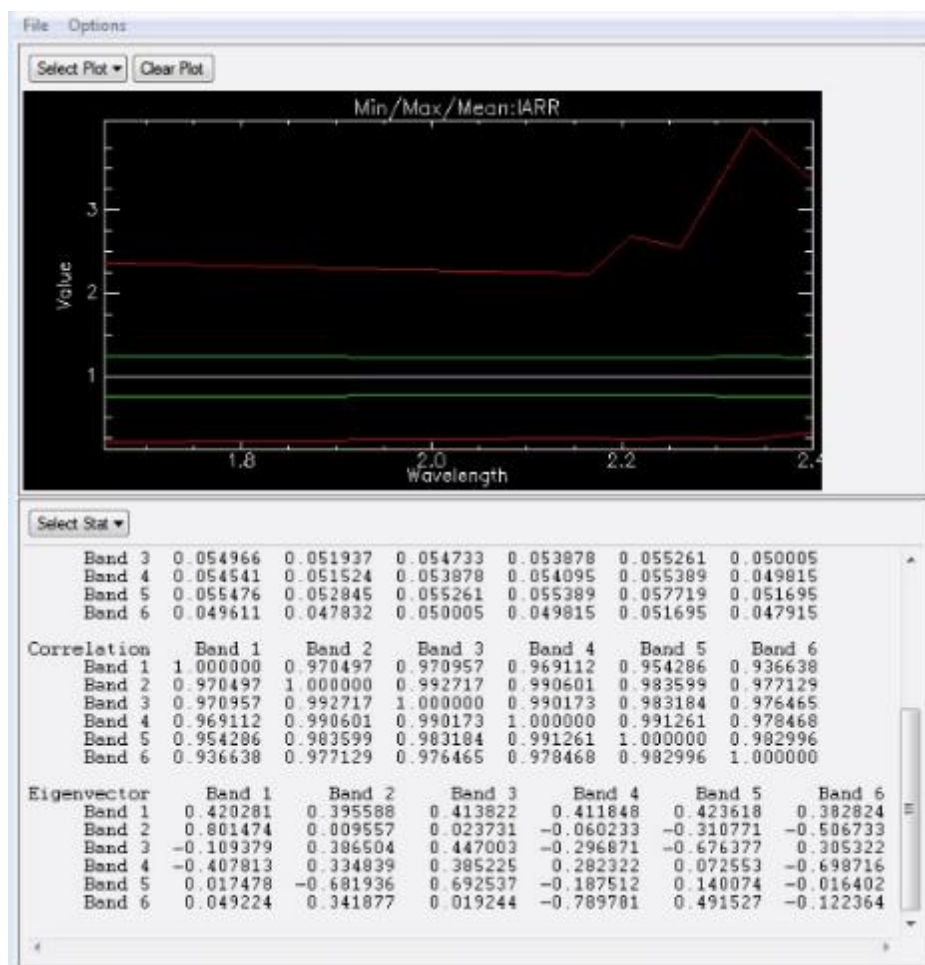 File Options
Select Plot Clear Plot
Min/Max/Mean:IARR
Value
3
2
1
1.8 2.0 2.2 2.4
Wavelength
Select Stat
Band 3 0.054966 0.051937 0.054733 0.053878 0.055261 0.050005
Band 4 0.054541 0.051524 0.053878 0.054095 0.055389 0.049815
Band 5 0.055476 0.052845 0.055261 0.055389 0.057719 0.051695
Band 6 0.049611 0.047832 0.050005 0.049815 0.051695 0.047915
Correlation Band 1 Band 2 Band 3 Band 4 Band 5 Band 6
Band 1 1.000000 0.970497 0.970957 0.969112 0.954286 0.936638
Band 2 0.970497 1.000000 0.992717 0.990601 0.983599 0.977129
Band 3 0.970957 0.992717 1.000000 0.990173 0.983184 0.976465
Band 4 0.969112 0.990601 0.990173 1.000000 0.991261 0.978468
Band 5 0.954286 0.983599 0.983184 0.991261 1.000000 0.982996
Band 6 0.936638 0.977129 0.976465 0.978468 0.982996 1.000000
Eigenvector Band 1 Band 2 Band 3 Band 4 Band 5 Band 6
Band 1 0.420281 0.395588 0.413822 0.411848 0.423618 0.382824
Band 2 0.801474 0.009557 0.023731 -0.060233 -0.310771 -0.506733
Band 3 -0.109379 0.386504 0.447003 -0.296871 -0.676377 0.305322
Band 4 -0.407813 0.334839 0.385225 0.282322 0.072553 -0.698716
Band 5 0.017478 -0.681936 0.692537 -0.187512 0.140074 -0.016402
Band 6 0.049224 0.341877 0.019244 -0.789781 0.491527 -0.122364